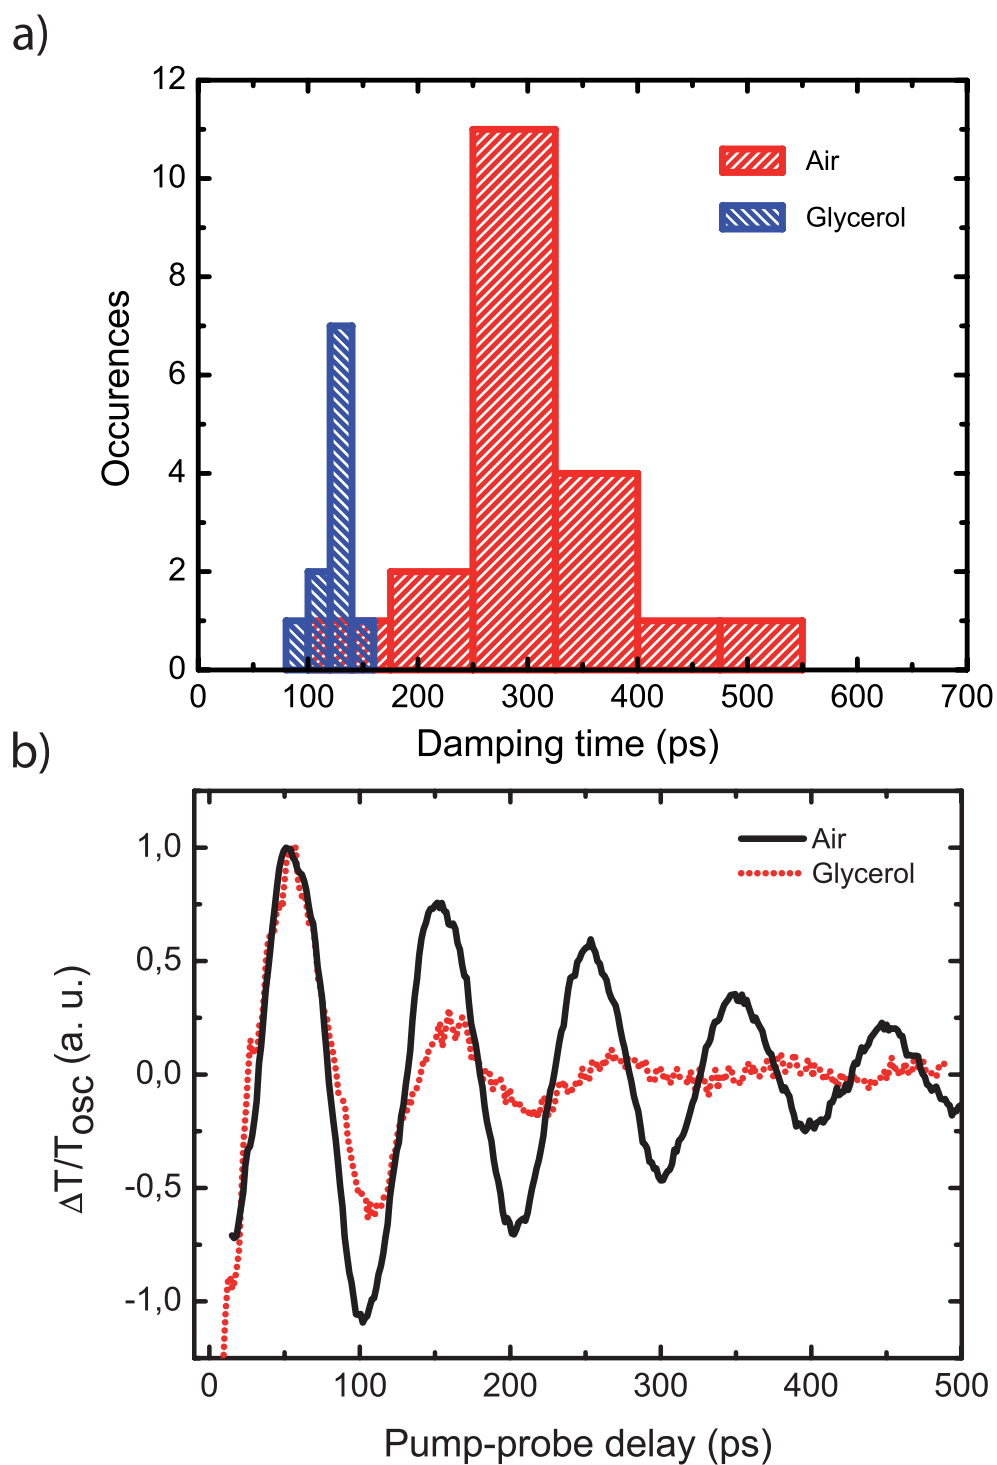 a)
12
10
8
6
4
2
0
Occurences
Air
Glycerol
0 100 200 300 400 500 600 700
Damping time (ps)
b)
1,0
0,5
0,0
-0,5
-1,0
ΔT/TOSC (a. u.)
Air
Glycerol
0 100 200 300 400 500
Pump-probe delay (ps)